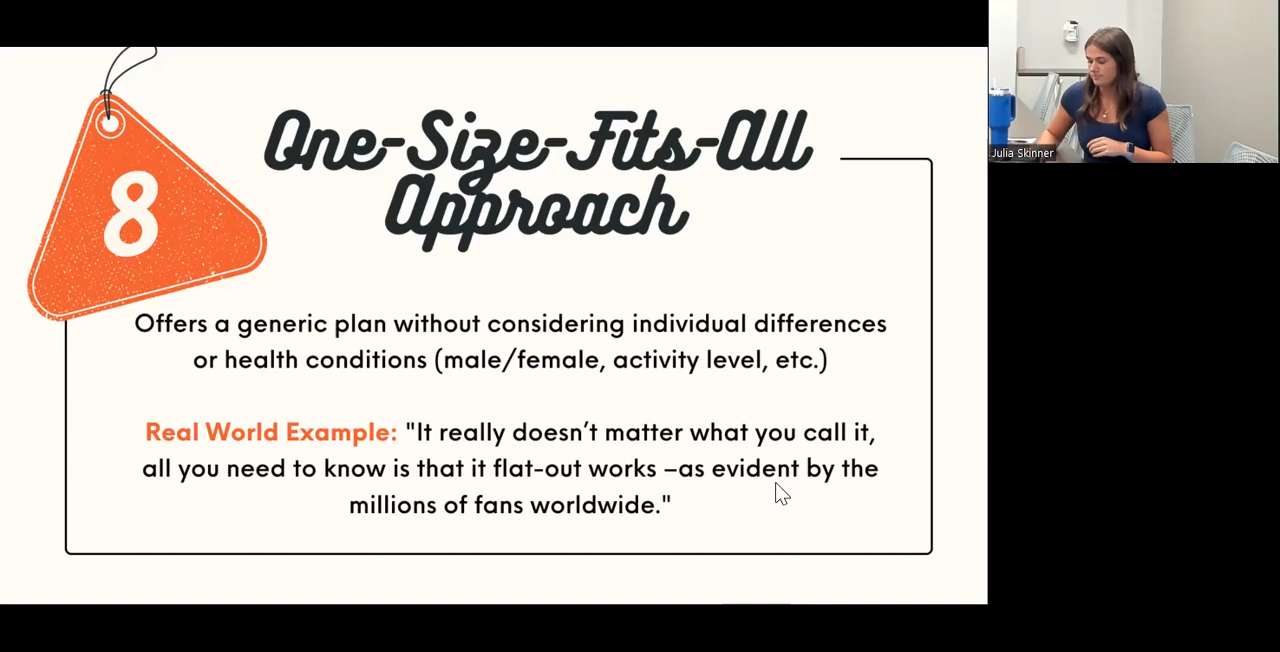 8
One-Size-Fits-All
Approach
Offers a generic plan without considering individual differences
or health conditions (male/female, activity level, etc.)
Real World Example: "It really doesn't matter what you call it,
all you need to know is that it flat-out works –as evident by the
millions of fans worldwide."
Julia Skinner